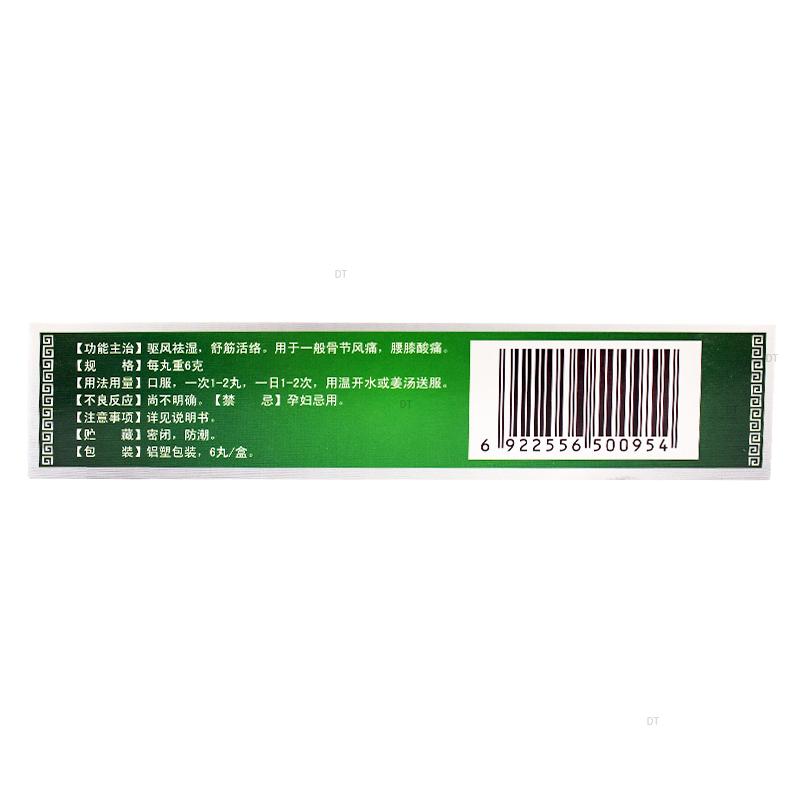 DT
【功能主治】驱风祛湿，舒筋活络。用于一般骨节风痛，腰膝酸痛。
【规　　格】每丸重6克
DT
【用法用量】口服，一次1-2丸，一日1-2次，用温开水或姜汤送服。
【不良反应】尚不明确。【禁　　忌】孕妇忌用。
DT
【注意事项】详见说明书。
【贮　　藏】密闭，防潮。
【包　　装】铝塑包装，6丸/盒。
6 922556 500954
DT